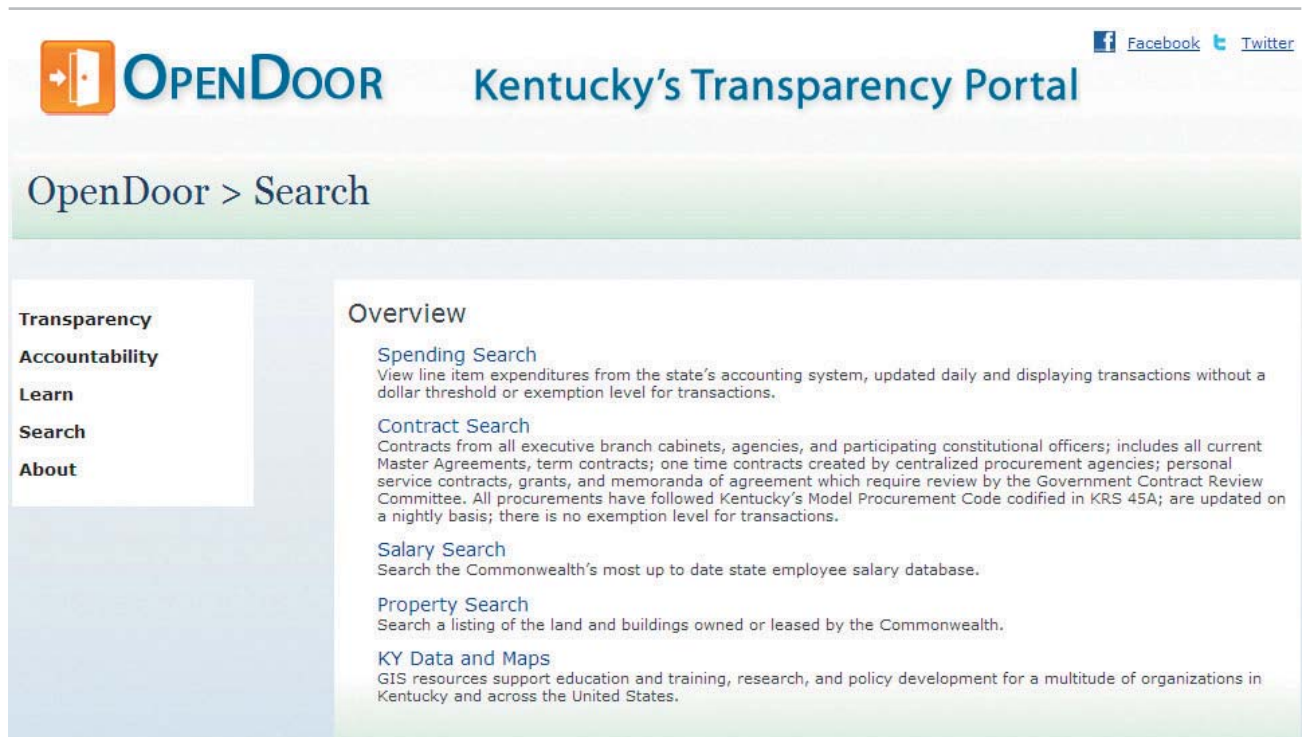 Facebook Twitter
OPENDOOR Kentucky's Transparency Portal
OpenDoor > Search
Transparency
Accountability
Learn
Search
About
Overview
Spending Search
View line item expenditures from the state's accounting system, updated daily and displaying transactions without a
dollar threshold or exemption level for transactions.
Contract Search
Contracts from all executive branch cabinets, agencies, and participating constitutional officers; includes all current
Master Agreements, term contracts; one time contracts created by centralized procurement agencies; personal
service contracts, grants, and memoranda of agreement which require review by the Government Contract Review
Committee. All procurements have followed Kentucky's Model Procurement Code codified in KRS 45A; are updated on
a nightly basis; there is no exemption level for transactions.
Salary Search
Search the Commonwealth's most up to date state employee salary database.
Property Search
Search a listing of the land and buildings owned or leased by the Commonwealth.
KY Data and Maps
GIS resources support education and training, research, and policy development for a multitude of organizations in
Kentucky and across the United States.